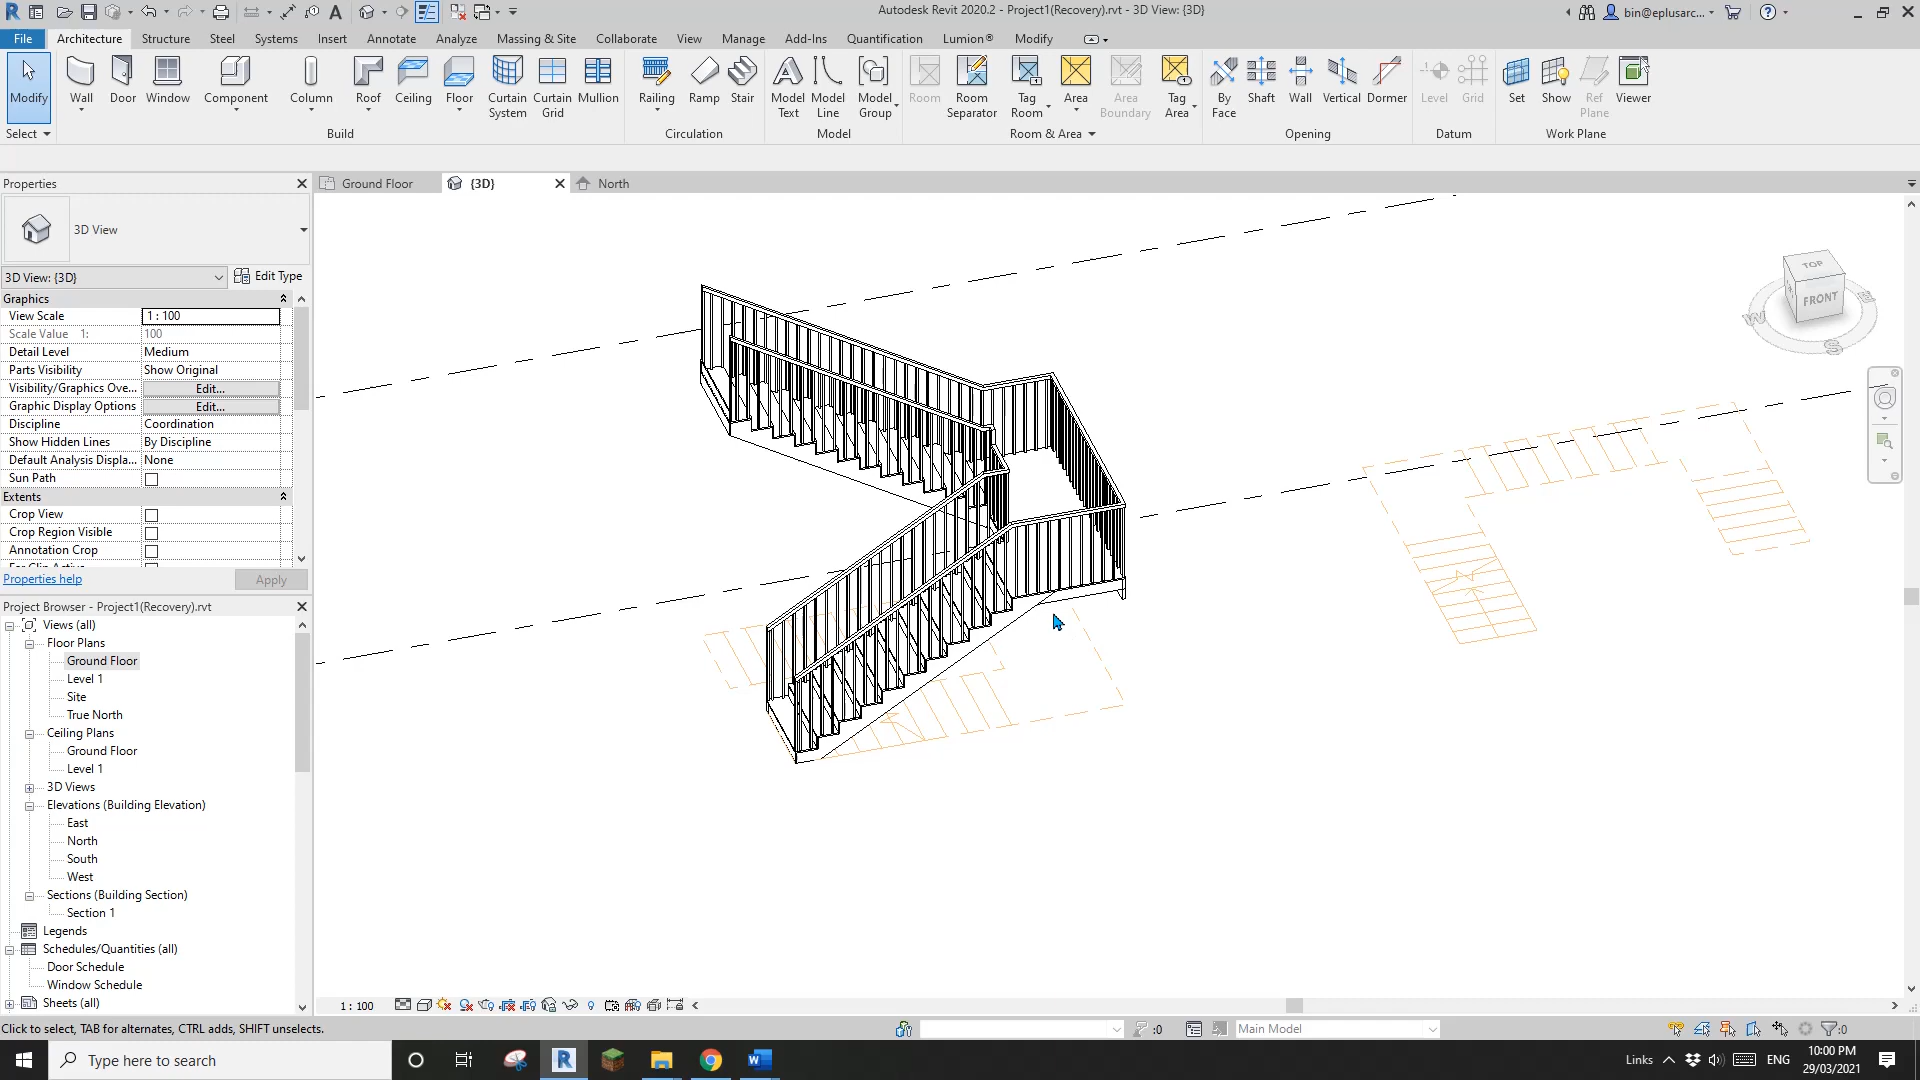 Autodesk Revit 2020.2 - Project1(Recovery).rvt - 3D View: {3D}
bin@eplusarc...
File Architecture Structure Steel Systems Insert Annotate Analyze Massing & Site Collaborate View Manage Add-Ins Quantification Lumion® Modify
Modify Wall Door Window Component Column Roof Ceiling Floor Curtain System Curtain Grid Mullion Railing Ramp Stair Model Text Model Line Model Group Room Room Separator Tag Room Area Area Boundary Tag Area By Face Shaft Wall Vertical Dormer Level Grid Set Show Ref Plane Viewer
Select Build Circulation Model Room & Area Opening Datum Work Plane
Properties
Ground Floor {3D} North
3D View
3D View: {3D} Edit Type
Graphics
View Scale 1 : 100
Scale Value 1: 100
Detail Level Medium
Parts Visibility Show Original
Visibility/Graphics Ove... Edit...
Graphic Display Options Edit...
Discipline Coordination
Show Hidden Lines By Discipline
Default Analysis Displa... None
Sun Path
Extents
Crop View
Crop Region Visible
Annotation Crop
Properties help Apply
TOP
FRONT
W
S
Project Browser - Project1(Recovery).rvt
Views (all)
Floor Plans
Ground Floor
Level 1
Site
True North
Ceiling Plans
Ground Floor
Level 1
3D Views
Elevations (Building Elevation)
East
North
South
West
Sections (Building Section)
Section 1
Legends
Schedules/Quantities (all)
Door Schedule
Window Schedule
Sheets (all)
1 : 100
Click to select, TAB for alternates, CTRL adds, SHIFT unselects.
:0
Main Model
:0
Type here to search
Links
ENG
10:00 PM
29/03/2021